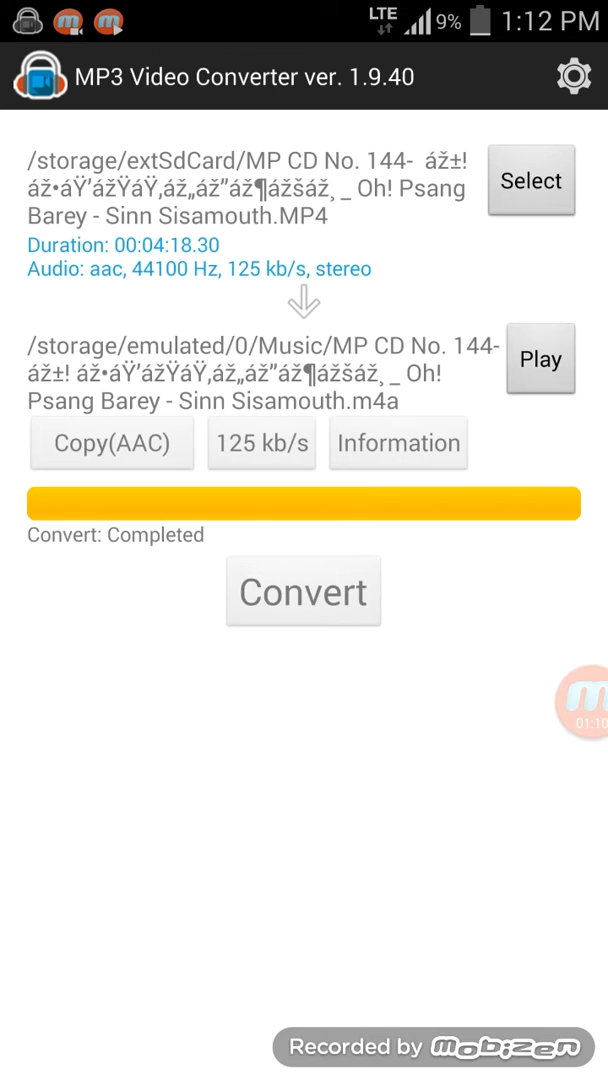 LTE 9% 1:12 PM
MP3 Video Converter ver. 1.9.40
/storage/extSdCard/MP CD No. 144- áž±!
áž•áŸ’ážŸáŸ‚áž„áž”áž¶ážšáž¸ _ Oh! Psang
Barey - Sinn Sisamouth.MP4
Select
Duration: 00:04:18.30
Audio: aac, 44100 Hz, 125 kb/s, stereo
/storage/emulated/0/Music/MP CD No. 144-
áž±! áž•áŸ’ážŸáŸ‚áž„áž”áž¶ážšáž¸ _ Oh!
Psang Barey - Sinn Sisamouth.m4a
Play
Copy(AAC) 125 kb/s Information
Convert: Completed
Convert
01:10
Recorded by mobizen